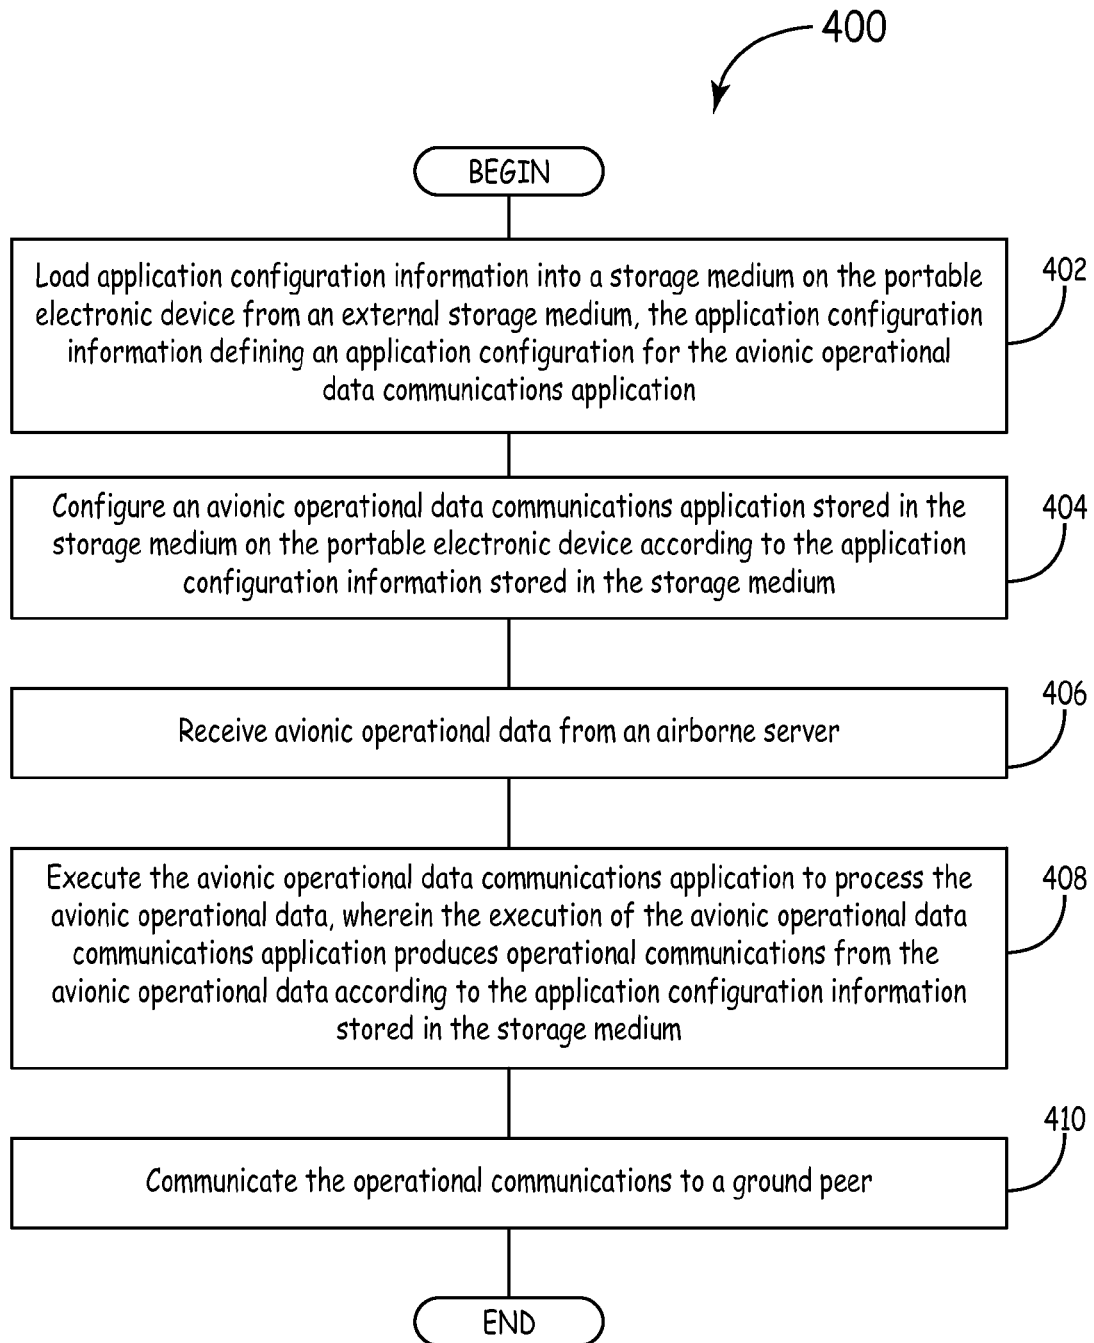 400
BEGIN
Load application configuration information into a storage medium on the portable
electronic device from an external storage medium, the application configuration
information defining an application configuration for the avionic operational
data communications application
402
Configure an avionic operational data communications application stored in the
storage medium on the portable electronic device according to the application
configuration information stored in the storage medium
404
Receive avionic operational data from an airborne server
406
Execute the avionic operational data communications application to process the
avionic operational data, wherein the execution of the avionic operational data
communications application produces operational communications from the
avionic operational data according to the application configuration information
stored in the storage medium
408
Communicate the operational communications to a ground peer
410
END